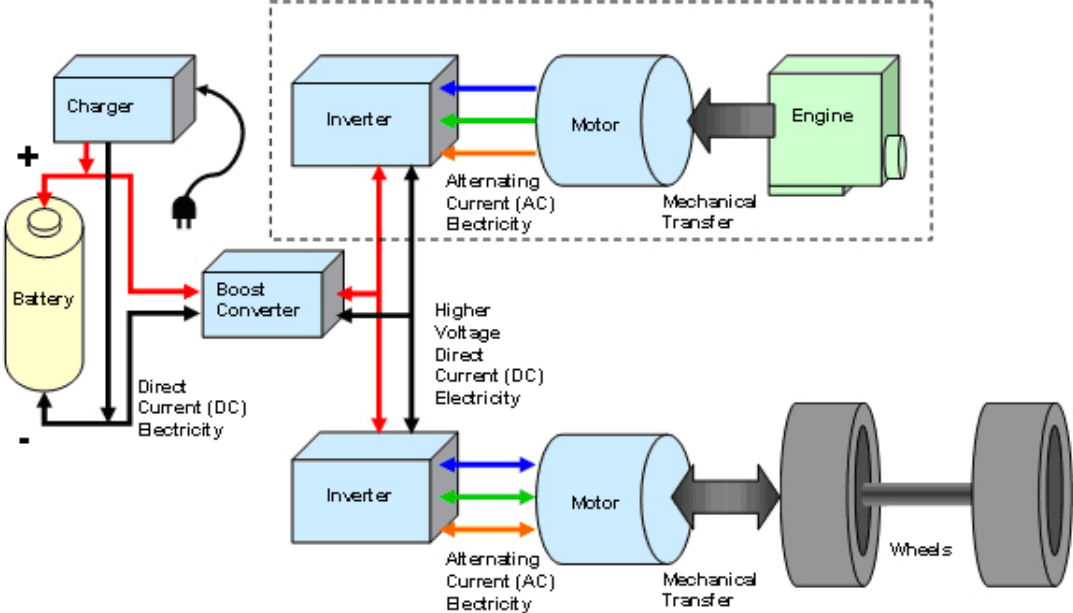 Charger
+
Battery
-
Direct
Current (DC)
Electricity
Boost
Converter
Inverter
Alternating
Current (AC)
Electricity
Motor
Mechanical
Transfer
Engine
Higher
Voltage
Direct
Current (DC)
Electricity
Inverter
Alternating
Current (AC)
Electricity
Motor
Mechanical
Transfer
Wheels